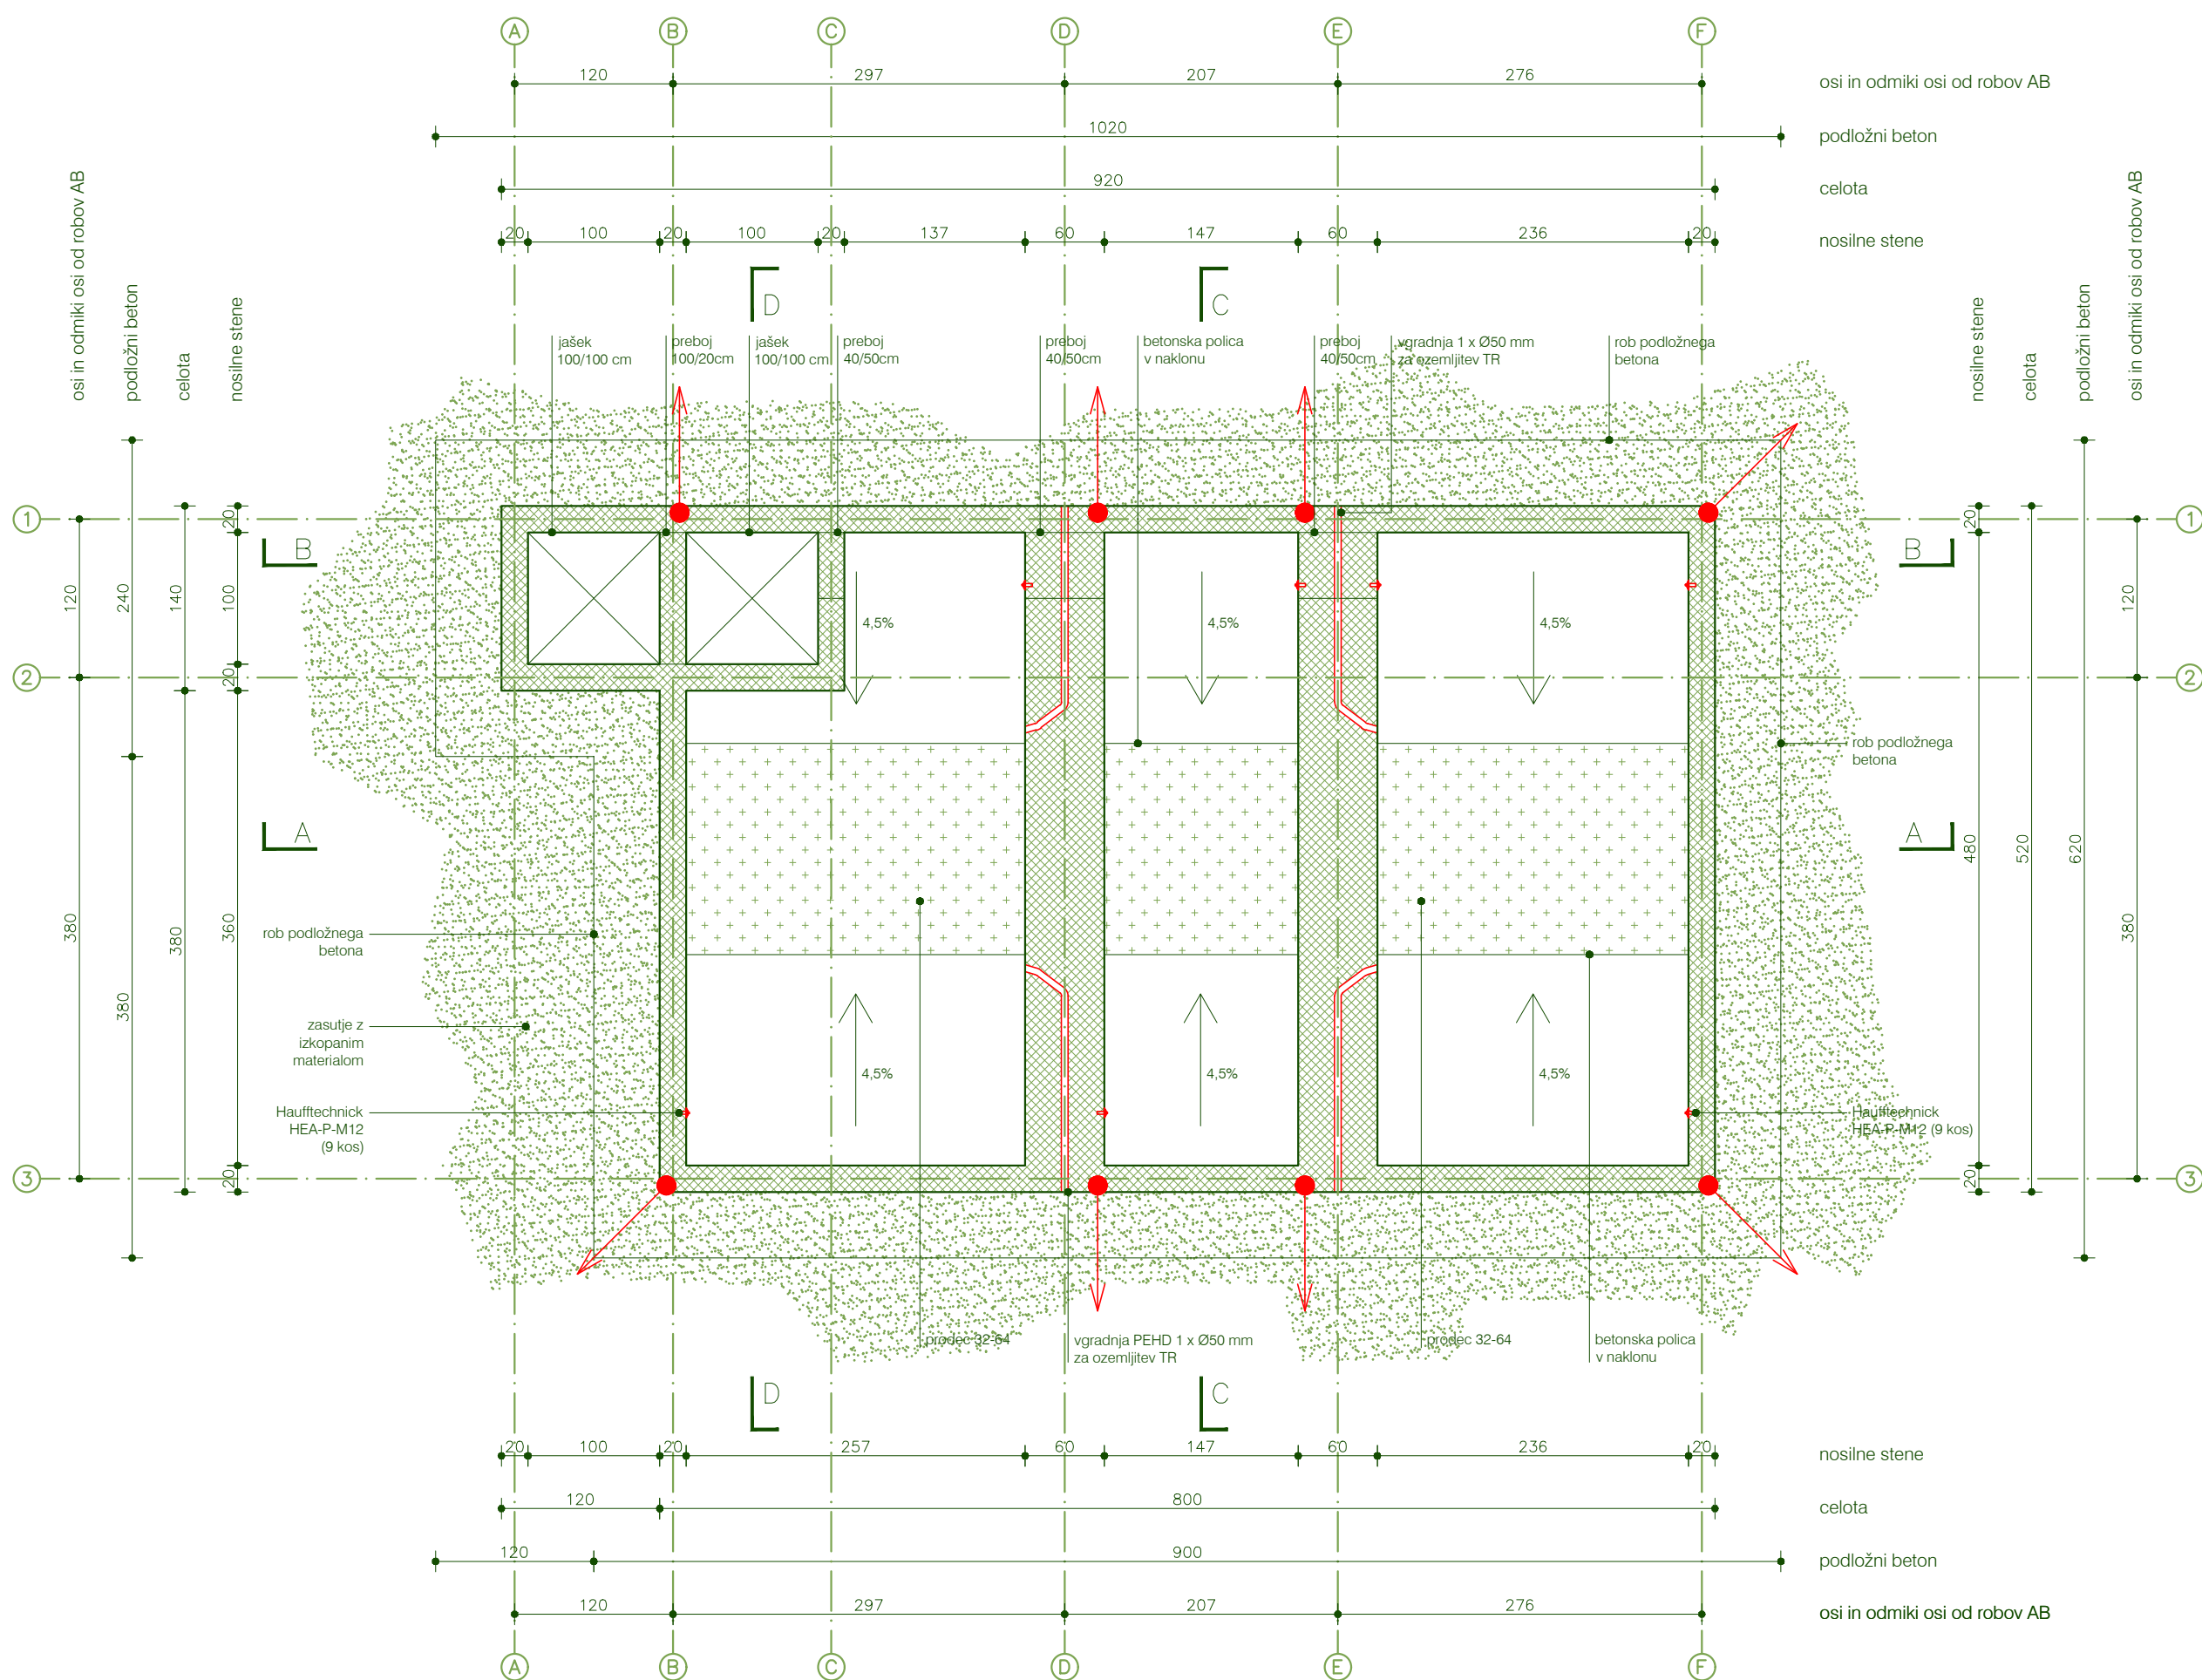 A B C D E F
120 297 207 276 osi in odmiki osi od robov AB
1020 podložni beton
920 celota
20 100 20 100 20 137 60 147 60 236 20 nosilne stene
osi in odmiki osi od robov AB
podložni beton
celota
nosilne stene
nosilne stene
celota
podložni beton
osi in odmiki osi od robov AB
D C
jašek
100/100 cm
preboj
100/20cm
jašek
100/100 cm
preboj
40/50cm
preboj
40/50cm
betonska polica
v naklonu
preboj
40/50cm
vgradnja 1 x Ø50 mm
za ozemljitev TR
rob podložnega
betona
1 1
B B
20 20
120 240 140 100 120
4,5% 4,5% 4,5%
2 20 2
rob podložnega
betona
A A
380 380 380 360 480 520 620 380
rob podložnega
betona
zasutje z
izkopanim
materialom
4,5% 4,5% 4,5%
Haufftechnick
HEA-P-M12
(9 kos)
Haufftechnick
HEA-P-M12 (9 kos)
3 20 20 3
prodec 32-64
vgradnja PEHD 1 x Ø50 mm
za ozemljitev TR
prodec 32-64
betonska polica
v naklonu
D C
20 100 20 257 60 147 60 236 20 nosilne stene
120 800 celota
120 900 podložni beton
120 297 207 276 osi in odmiki osi od robov AB
A B C D E F